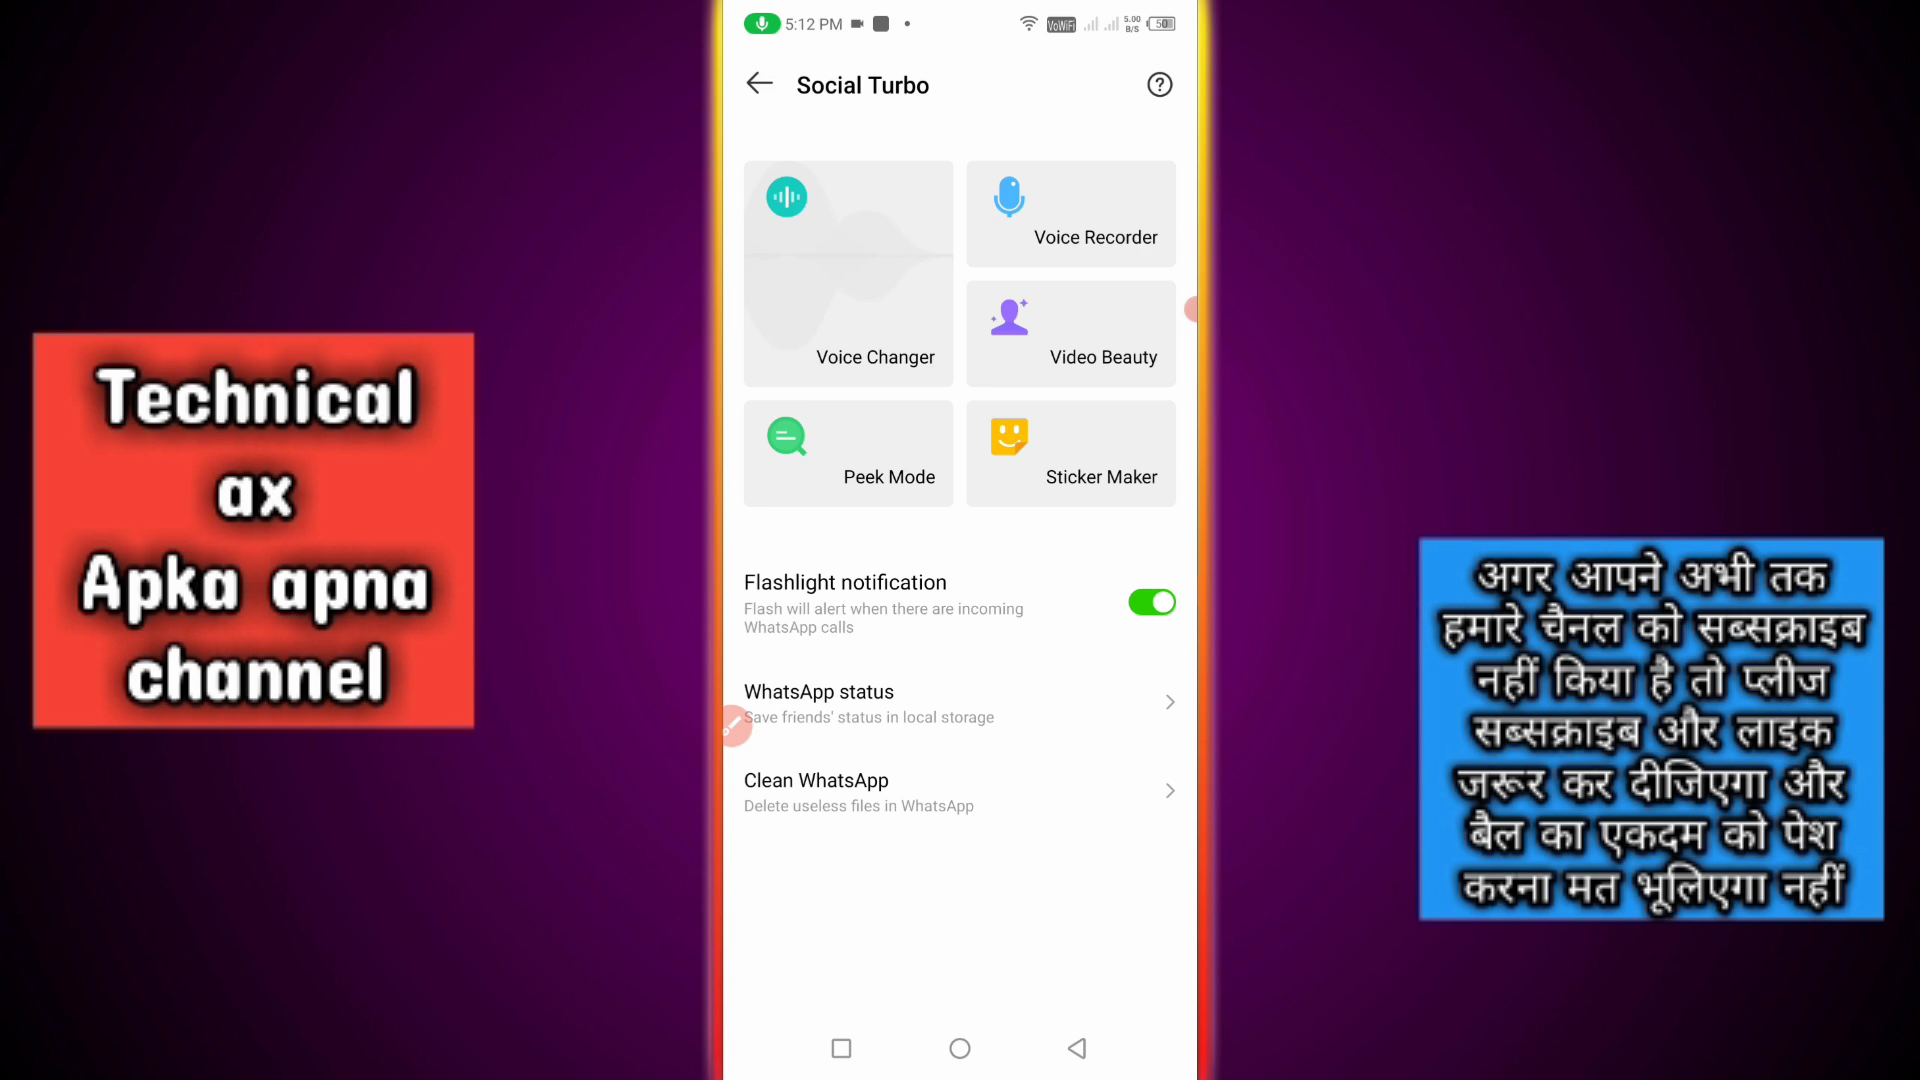 5:12 PM
VoWiFi
5.00
B/S
50
Social Turbo
Voice Changer
Voice Recorder
Video Beauty
Peek Mode
Sticker Maker
Flashlight notification
Flash will alert when there are incoming
WhatsApp calls
WhatsApp status
Save friends' status in local storage
Clean WhatsApp
Delete useless files in WhatsApp
Technical
ax
Apka apna
channel
अगर आपने अभी तक
हमारे चैनल को सब्सक्राइब
नहीं किया है तो प्लीज
सब्सक्राइब और लाइक
जरूर कर दीजिएगा और
बैल का एकदम को पेश
करना मत भूलिएगा नहीं